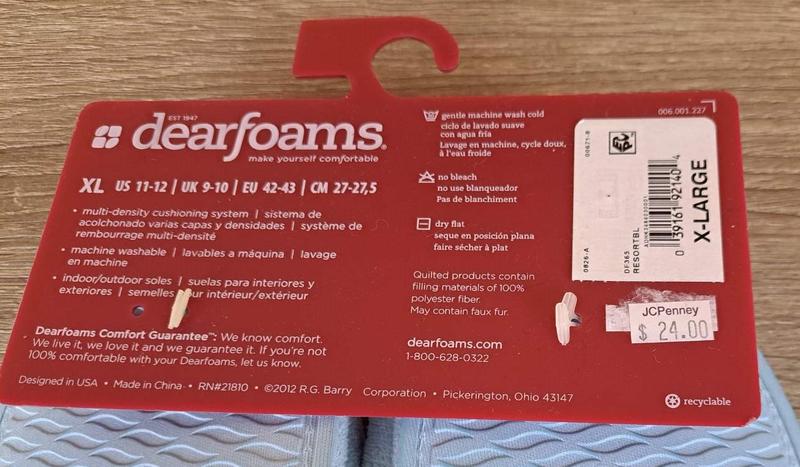 EST 1947
dearfoams®
make yourself comfortable
XL US 11-12 | UK 9-10 | EU 42-43 | CM 27-27,5
• multi-density cushioning system | sistema de
acolchonado varias capas y densidades | système de
rembourrage multi-densité
• machine washable | lavables a máquina | lavage
en machine
• indoor/outdoor soles | suelas para interiores y
exteriores | semelles our intérieur/extérieur
Dearfoams Comfort Guarantee™: We know comfort.
We live it, we love it and we guarantee it. If you're not
100% comfortable with your Dearfoams, let us know.
Designed in USA • Made in China • RN#21810 • ©2012 R.G. Barry Corporation • Pickerington, Ohio 43147
gentle machine wash cold
ciclo de lavado suave
con agua fría
Lavage en machine, cycle doux,
à l'eau froide
no bleach
no use blanqueador
Pas de blanchiment
dry flat
seque en posición plana
faire sécher à plat
Quilted products contain
filling materials of 100%
polyester fiber.
May contain faux fur.
dearfoams.com
1-800-628-0322
006.001.227
00671-B
0826-A
DF365
RESORTBL
0 39161 92140 4
X-LARGE
JCPenney
$ 24.00
recyclable